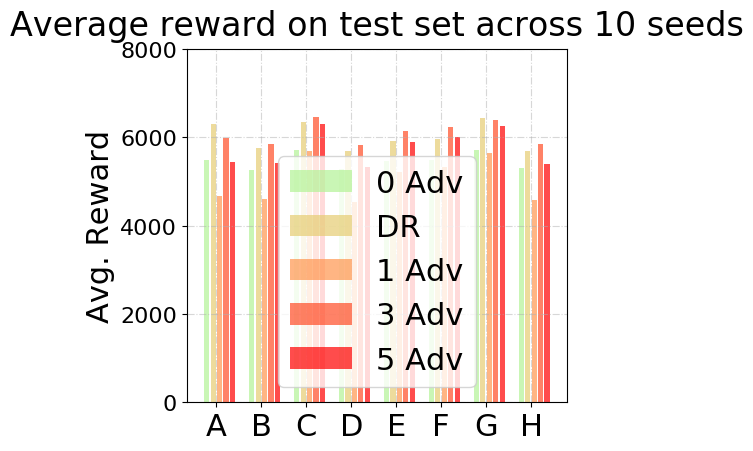 Average reward on test set across 10 seeds
Avg. Reward
8000
6000
4000
2000
0
0 Adv
DR
1 Adv
3 Adv
5 Adv
A B C D E F G H